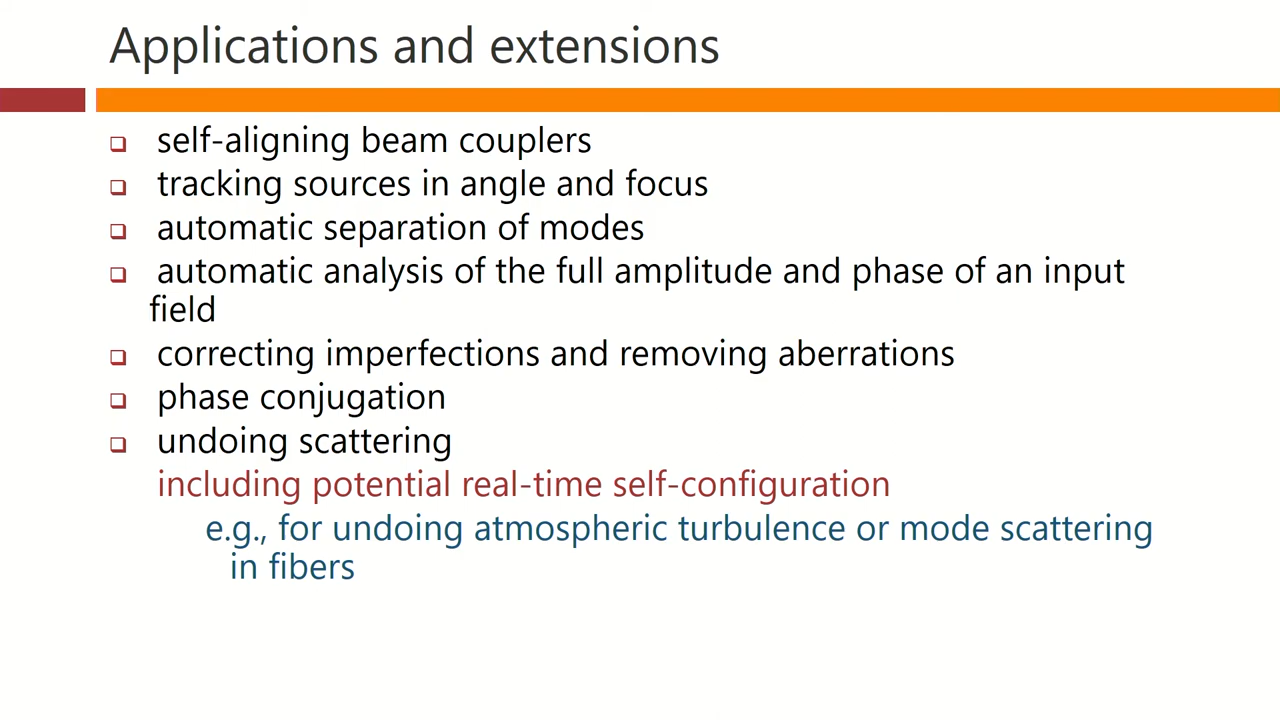 Applications and extensions
self-aligning beam couplers
tracking sources in angle and focus
automatic separation of modes
automatic analysis of the full amplitude and phase of an input
field
correcting imperfections and removing aberrations
phase conjugation
undoing scattering
including potential real-time self-configuration
e.g., for undoing atmospheric turbulence or mode scattering
in fibers